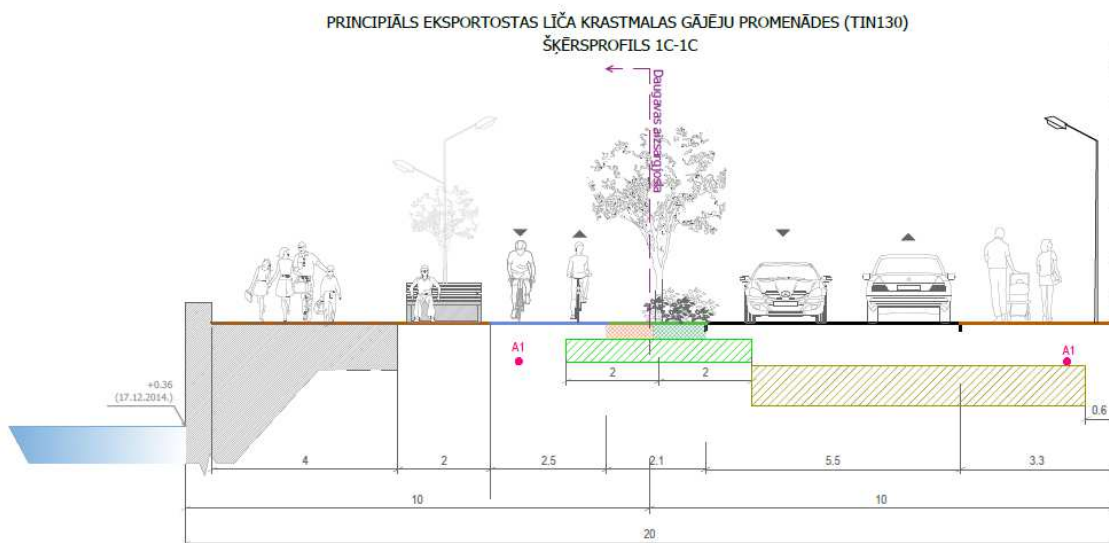 PRINCIPIĀLS EKSPORTOSTAS LĪČA KRASTMALAS GĀJĒJU PROMENĀDES (TIN130)
ŠĶĒRSPROFILS 1C-1C
Daugavas aizsargjosla
A1
A1
+0.36
(17.12.2014.)
2
2
0.6
4
2
2.5
2.1
5.5
3.3
10
10
20